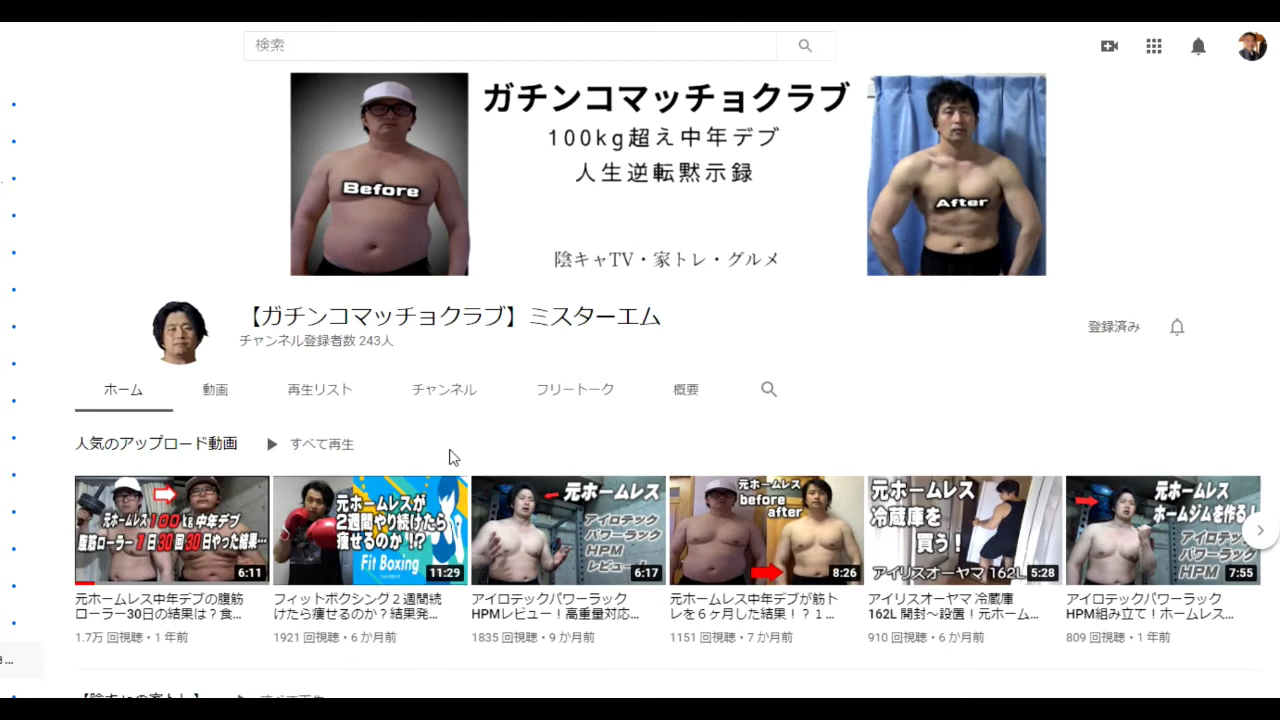 検索
ガチンコマッチョクラブ
100kg超え中年デブ
人生逆転黙示録
陰キャTV・家トレ・グルメ
Before
After
【ガチンコマッチョクラブ】ミスターエム
チャンネル登録者数 243人
登録済み
ホーム 動画 再生リスト チャンネル フリートーク 概要
人気のアップロード動画 すべて再生
元ホームレス100kg中年デブ
腹筋ローラー1日30回30日やった結果…
6:11
元ホームレスが
2週間やり続けたら
痩せるのか!?
Fit Boxing
11:29
元ホームレス
アイロテック
パワーラック
HPM
レビュー!
6:17
元ホームレス
before
after
8:26
元ホームレス
冷蔵庫を
買う!
アイリスオーヤマ 162L
5:28
元ホームレス
ホームジムを作る!
アイロテック
パワーラック
HPM
7:55
元ホームレス中年デブの腹筋
ローラー30日の結果は？食...
1.7万 回視聴・1 年前
フィットボクシング２週間続
けたら痩せるのか？結果発...
1921 回視聴・6 か月前
アイロテックパワーラック
HPMレビュー！高重量対応...
1835 回視聴・9 か月前
元ホームレス中年デブが筋ト
レを６ヶ月した結果！？１...
1151 回視聴・7 か月前
アイリスオーヤマ 冷蔵庫
162L 開封〜設置！元ホーム...
910 回視聴・6 か月前
アイロテックパワーラック
HPM組み立て！ホームレス...
809 回視聴・1 年前